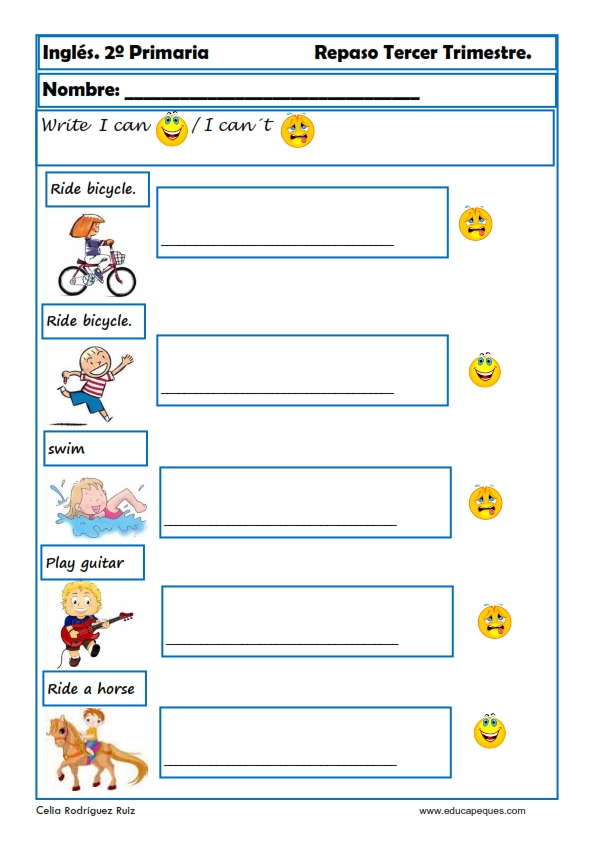 Inglés. 2º Primaria Repaso Tercer Trimestre.
Nombre: ______________________________
Write I can / I can´t
Ride bicycle.
Ride bicycle.
swim
Play guitar
Ride a horse
Celia Rodríguez Ruiz www.educapeques.com